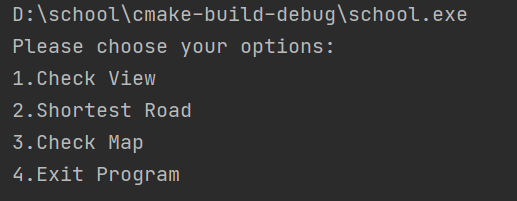 D:\school\cmake-build-debug\school.exe
Please choose your options:
1.Check View
2.Shortest Road
3.Check Map
4.Exit Program